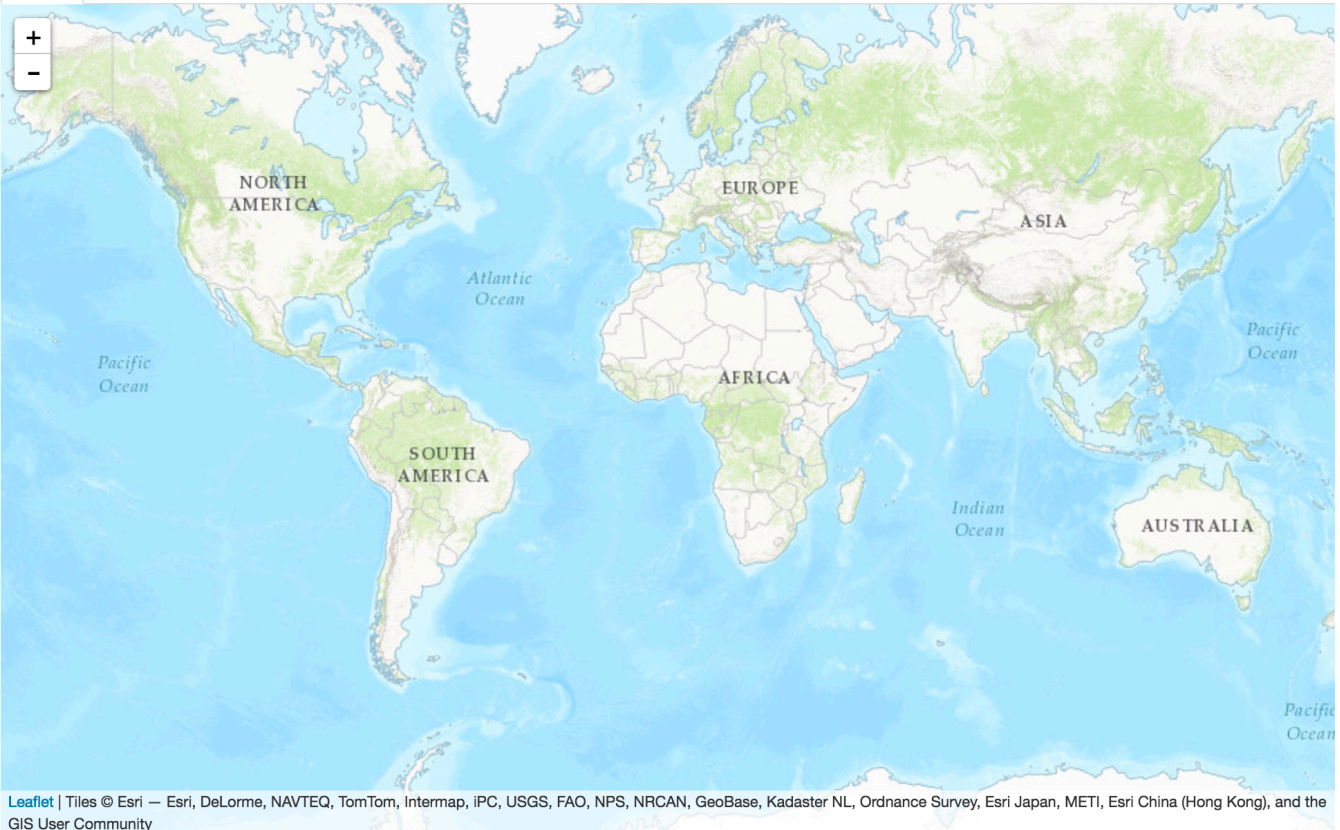 +
−
NORTH
AMERICA
EUROPE
ASIA
Atlantic
Ocean
Pacific
Ocean
Pacific
Ocean
AFRICA
SOUTH
AMERICA
Indian
Ocean
AUSTRALIA
Pacific
Ocean
Leaflet | Tiles © Esri — Esri, DeLorme, NAVTEQ, TomTom, Intermap, iPC, USGS, FAO, NPS, NRCAN, GeoBase, Kadaster NL, Ordnance Survey, Esri Japan, METI, Esri China (Hong Kong), and the
GIS User Community